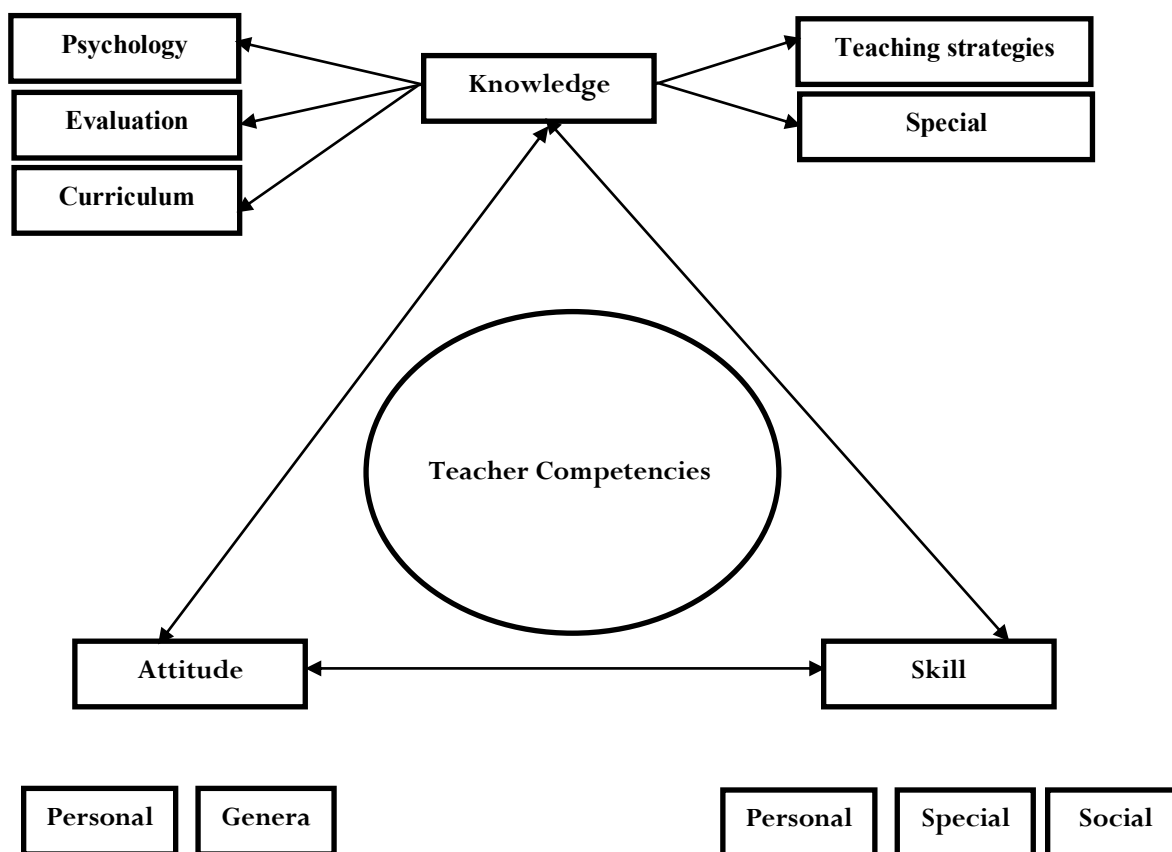 Psychology
Knowledge
Teaching strategies
Evaluation
Special
Curriculum
Teacher Competencies
Attitude
Skill
Personal
Genera
Personal
Special
Social